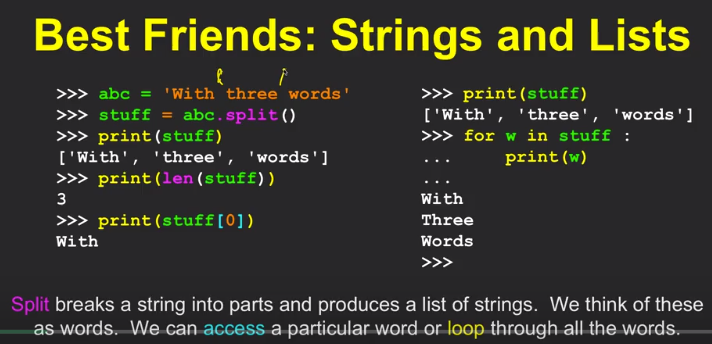 Best Friends: Strings and Lists
>>> abc = 'With three words'
>>> stuff = abc.split()
>>> print(stuff)
['With', 'three', 'words']
>>> print(len(stuff))
3
>>> print(stuff[0])
With
>>> print(stuff)
['With', 'three', 'words']
>>> for w in stuff :
...     print(w)
...
With
Three
Words
>>>
Split breaks a string into parts and produces a list of strings.  We think of these
as words.  We can access a particular word or loop through all the words.